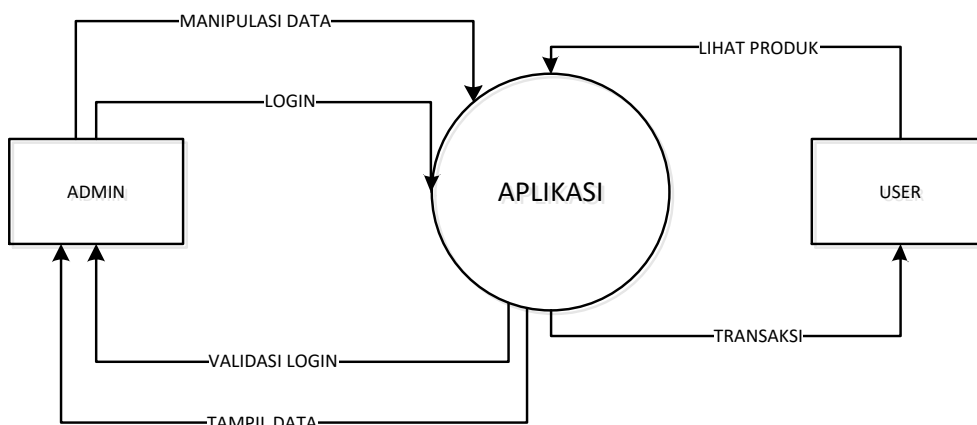 MANIPULASI DATA
LIHAT PRODUK
LOGIN
ADMIN
APLIKASI
USER
TRANSAKSI
VALIDASI LOGIN
TAMPIL DATA